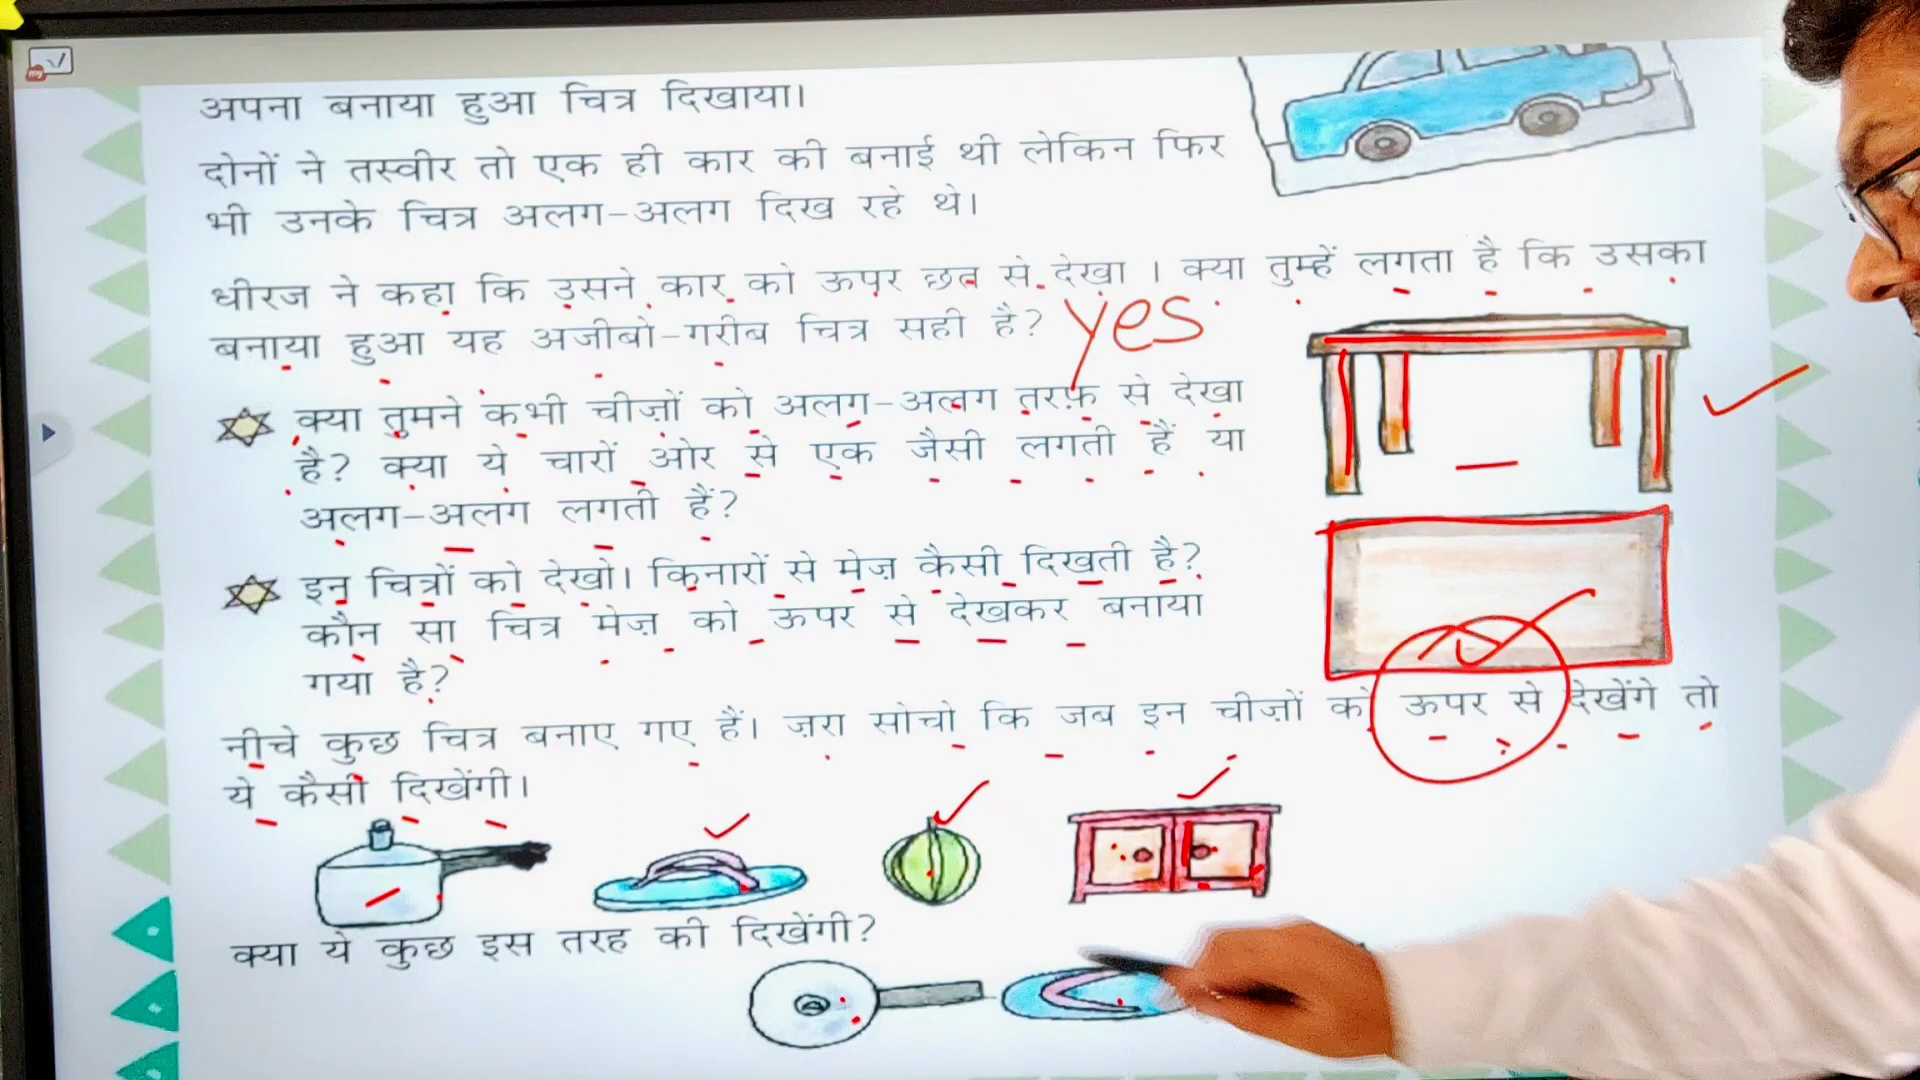 अपना बनाया हुआ चित्र दिखाया।
दोनों ने तस्वीर तो एक ही कार की बनाई थी लेकिन फिर
भी उनके चित्र अलग-अलग दिख रहे थे।
धीरज ने कहा कि उसने कार को ऊपर छत से देखा । क्या तुम्हें लगता है कि उसका
बनाया हुआ यह अजीबो-गरीब चित्र सही है? yes
क्या तुमने कभी चीज़ों को अलग-अलग तरफ़ से देखा
है? क्या ये चारों ओर से एक जैसी लगती हैं या
अलग-अलग लगती हैं?
इन चित्रों को देखो। किनारों से मेज़ कैसी दिखती है?
कौन सा चित्र मेज़ को ऊपर से देखकर बनाया
गया है?
नीचे कुछ चित्र बनाए गए हैं। ज़रा सोचो कि जब इन चीज़ों को ऊपर से देखेंगे तो
ये कैसी दिखेंगी।
क्या ये कुछ इस तरह की दिखेंगी?